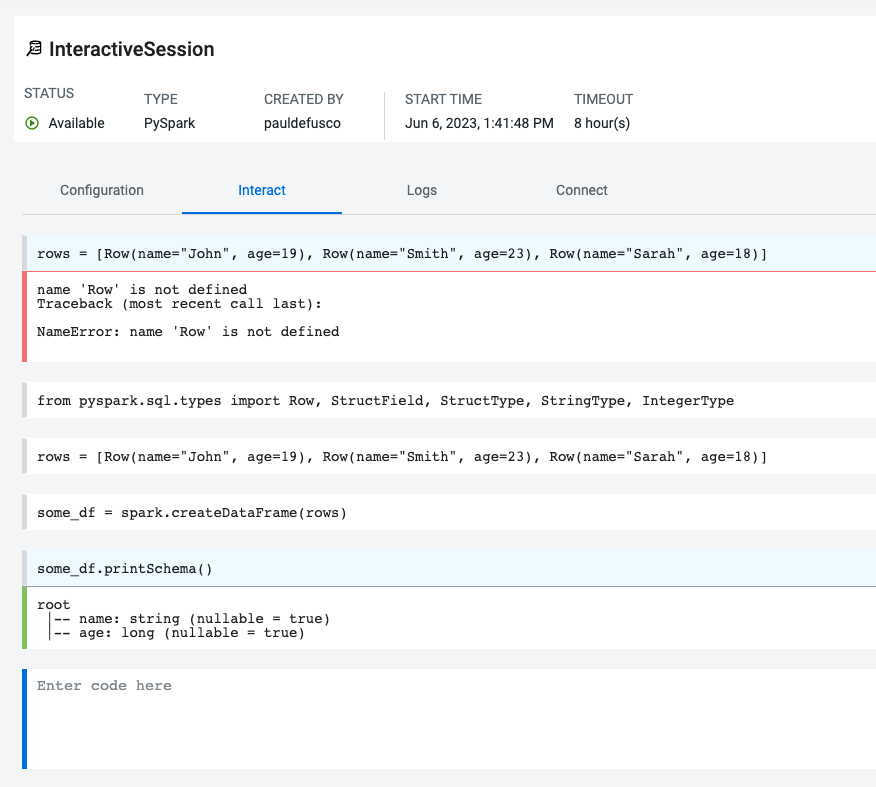 InteractiveSession
STATUS TYPE CREATED BY START TIME TIMEOUT
Available PySpark pauldefusco Jun 6, 2023, 1:41:48 PM 8 hour(s)
Configuration Interact Logs Connect
rows = [Row(name="John", age=19), Row(name="Smith", age=23), Row(name="Sarah", age=18)]
name 'Row' is not defined
Traceback (most recent call last):
NameError: name 'Row' is not defined
from pyspark.sql.types import Row, StructField, StructType, StringType, IntegerType
rows = [Row(name="John", age=19), Row(name="Smith", age=23), Row(name="Sarah", age=18)]
some_df = spark.createDataFrame(rows)
some_df.printSchema()
root
|-- name: string (nullable = true)
|-- age: long (nullable = true)
Enter code here